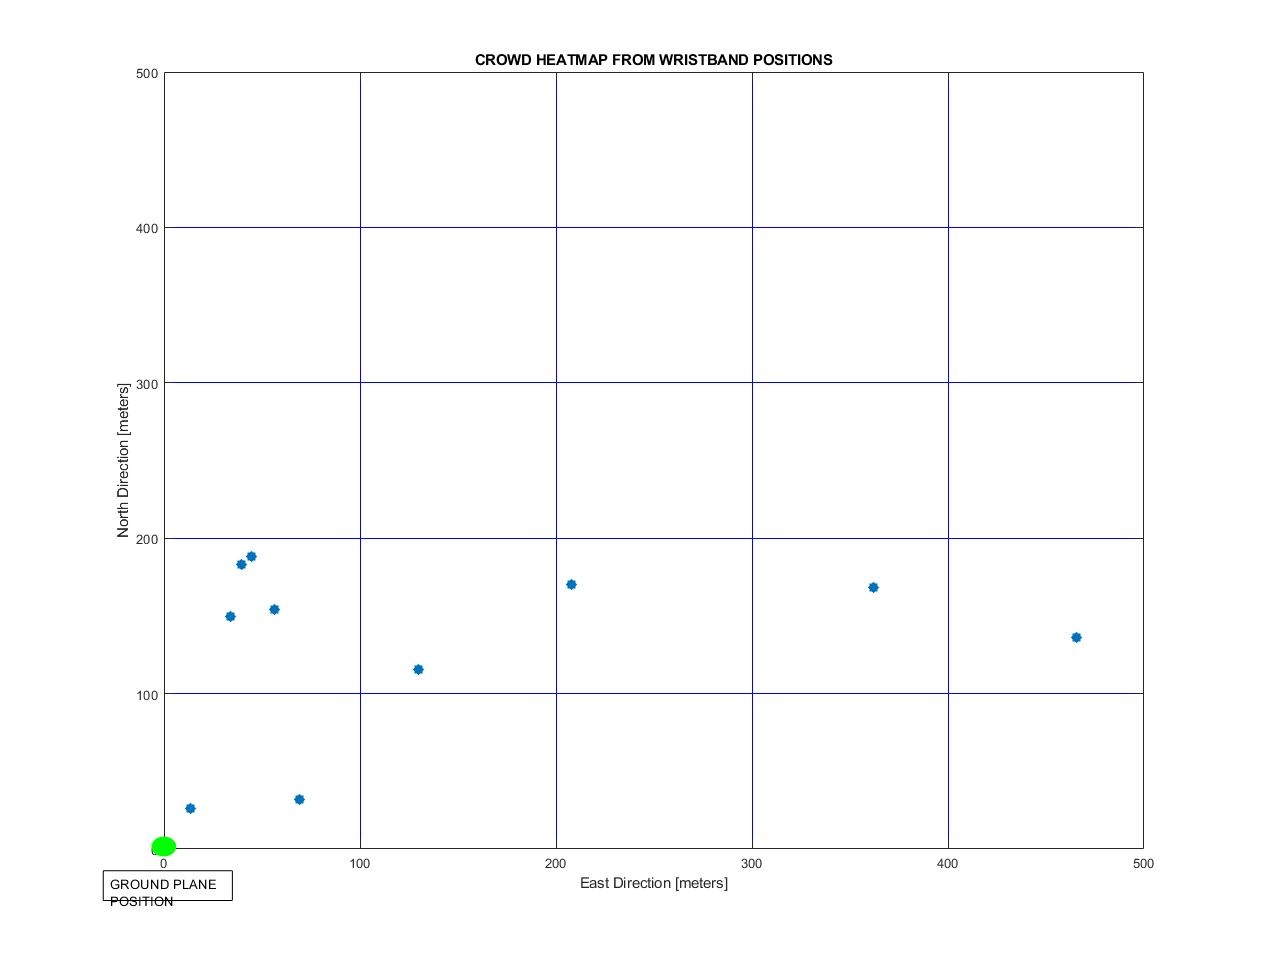 CROWD HEATMAP FROM WRISTBAND POSITIONS
500
400
300
200
100
North Direction [meters]
0
100
200
300
400
500
East Direction [meters]
GROUND PLANE
POSITION